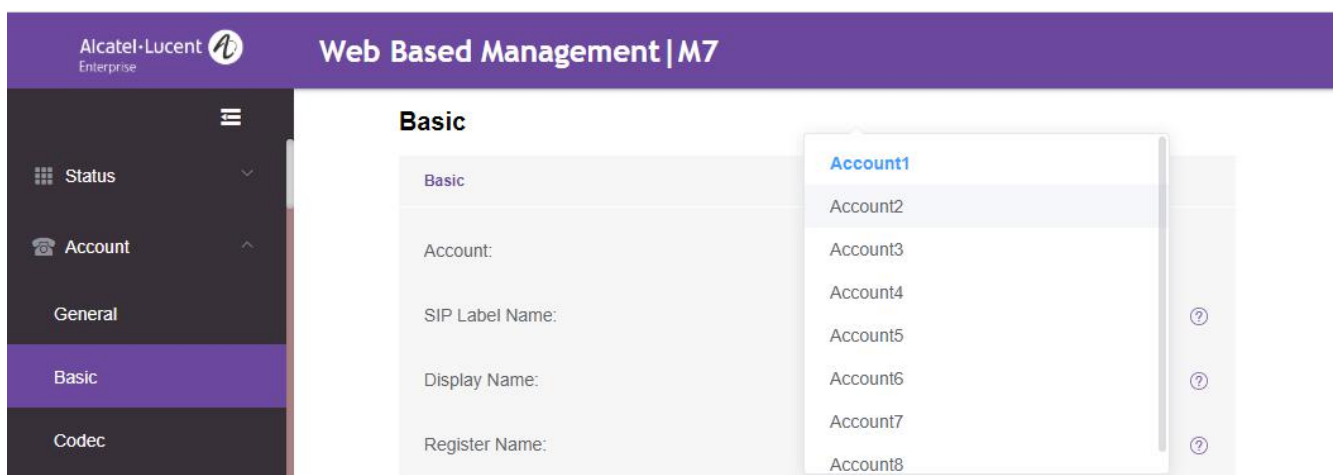 Alcatel·Lucent
Enterprise
Web Based Management|M7
Basic
Status
Account
General
Basic
Codec
Basic
Account:
SIP Label Name:
Display Name:
Register Name:
Account1
Account2
Account3
Account4
Account5
Account6
Account7
Account8